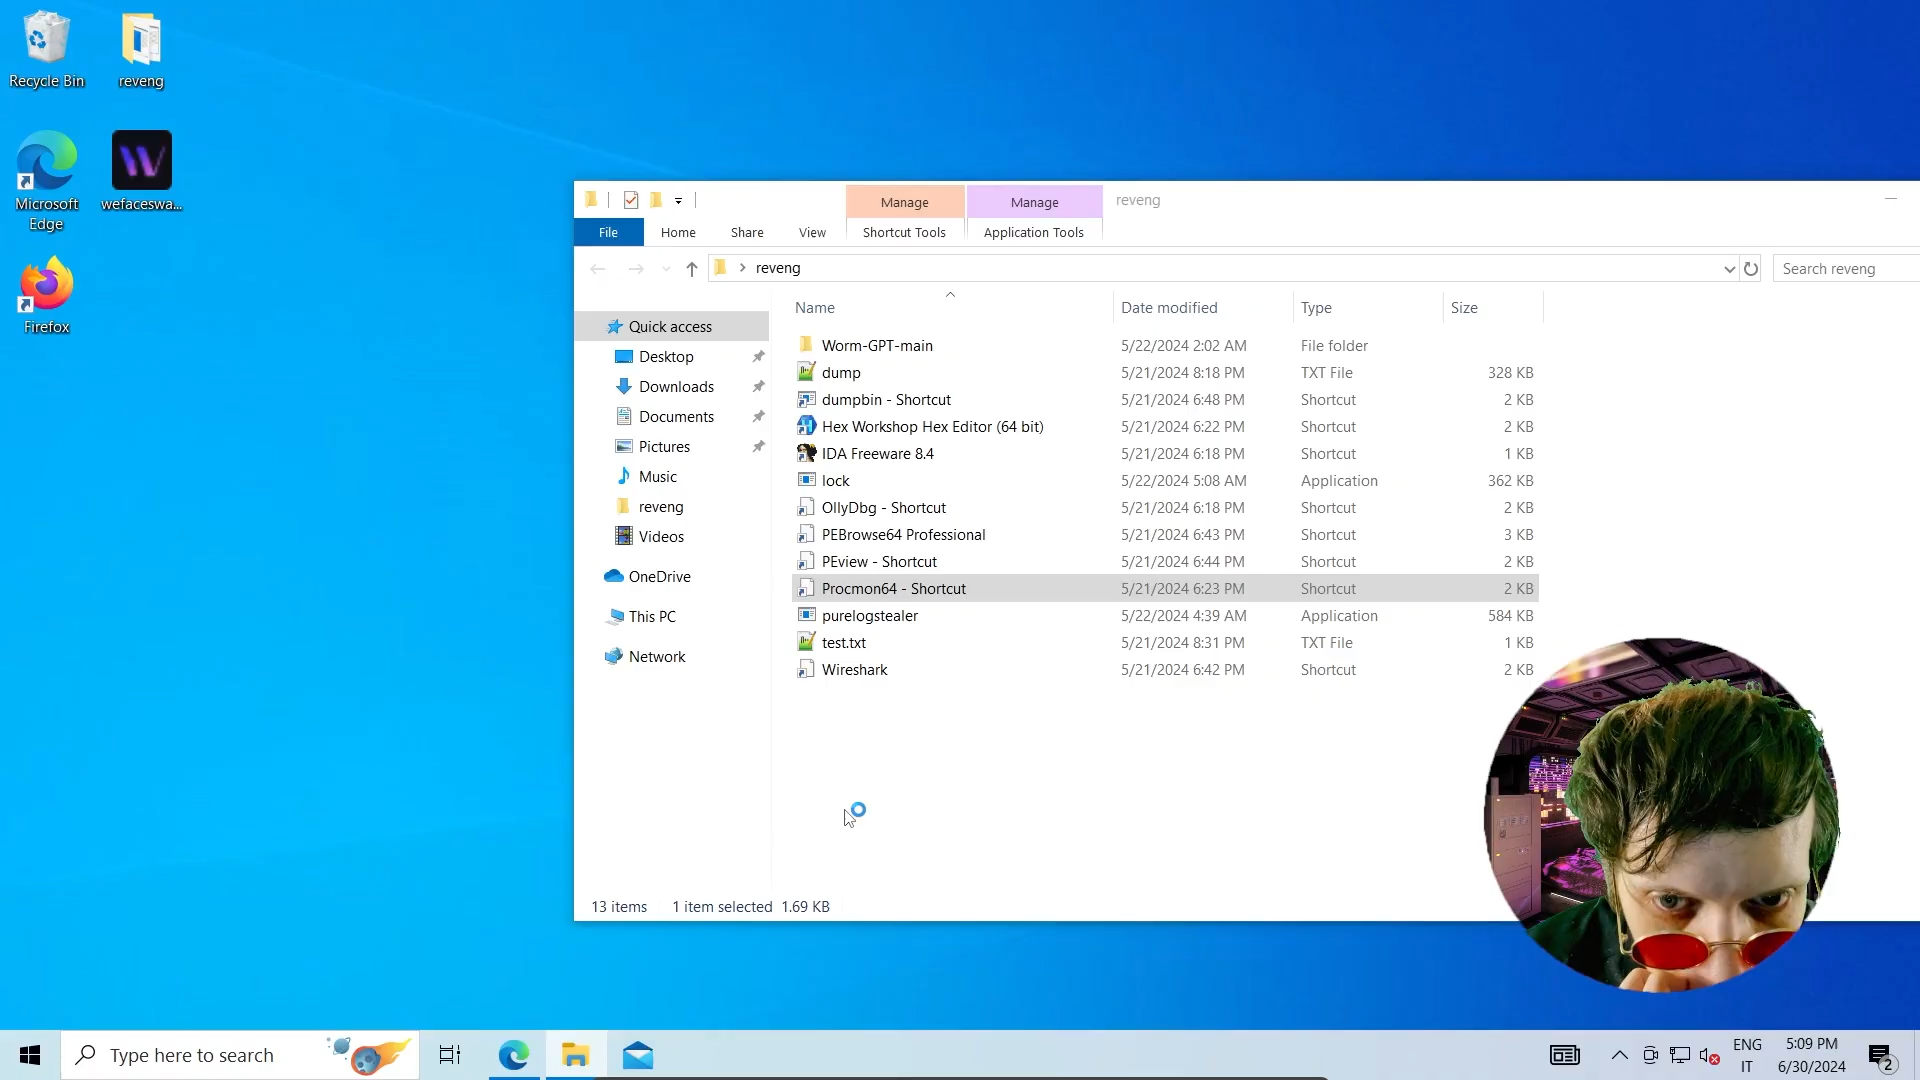 Recycle Bin
reveng
Microsoft
Edge
wefaceswa...
Firefox
Manage
Manage
reveng
File
Home
Share
View
Shortcut Tools
Application Tools
reveng
Search reveng
Name
Date modified
Type
Size
Quick access
Desktop
Downloads
Documents
Pictures
Music
reveng
Videos
OneDrive
This PC
Network
Worm-GPT-main 5/22/2024 2:02 AM File folder
dump 5/21/2024 8:18 PM TXT File 328 KB
dumpbin - Shortcut 5/21/2024 6:48 PM Shortcut 2 KB
Hex Workshop Hex Editor (64 bit) 5/21/2024 6:22 PM Shortcut 2 KB
IDA Freeware 8.4 5/21/2024 6:18 PM Shortcut 1 KB
lock 5/22/2024 5:08 AM Application 362 KB
OllyDbg - Shortcut 5/21/2024 6:18 PM Shortcut 2 KB
PEBrowse64 Professional 5/21/2024 6:43 PM Shortcut 3 KB
PEview - Shortcut 5/21/2024 6:44 PM Shortcut 2 KB
Procmon64 - Shortcut 5/21/2024 6:23 PM Shortcut 2 KB
purelogstealer 5/22/2024 4:39 AM Application 584 KB
test.txt 5/21/2024 8:31 PM TXT File 1 KB
Wireshark 5/21/2024 6:42 PM Shortcut 2 KB
13 items 1 item selected 1.69 KB
Type here to search
ENG
IT
5:09 PM
6/30/2024
2